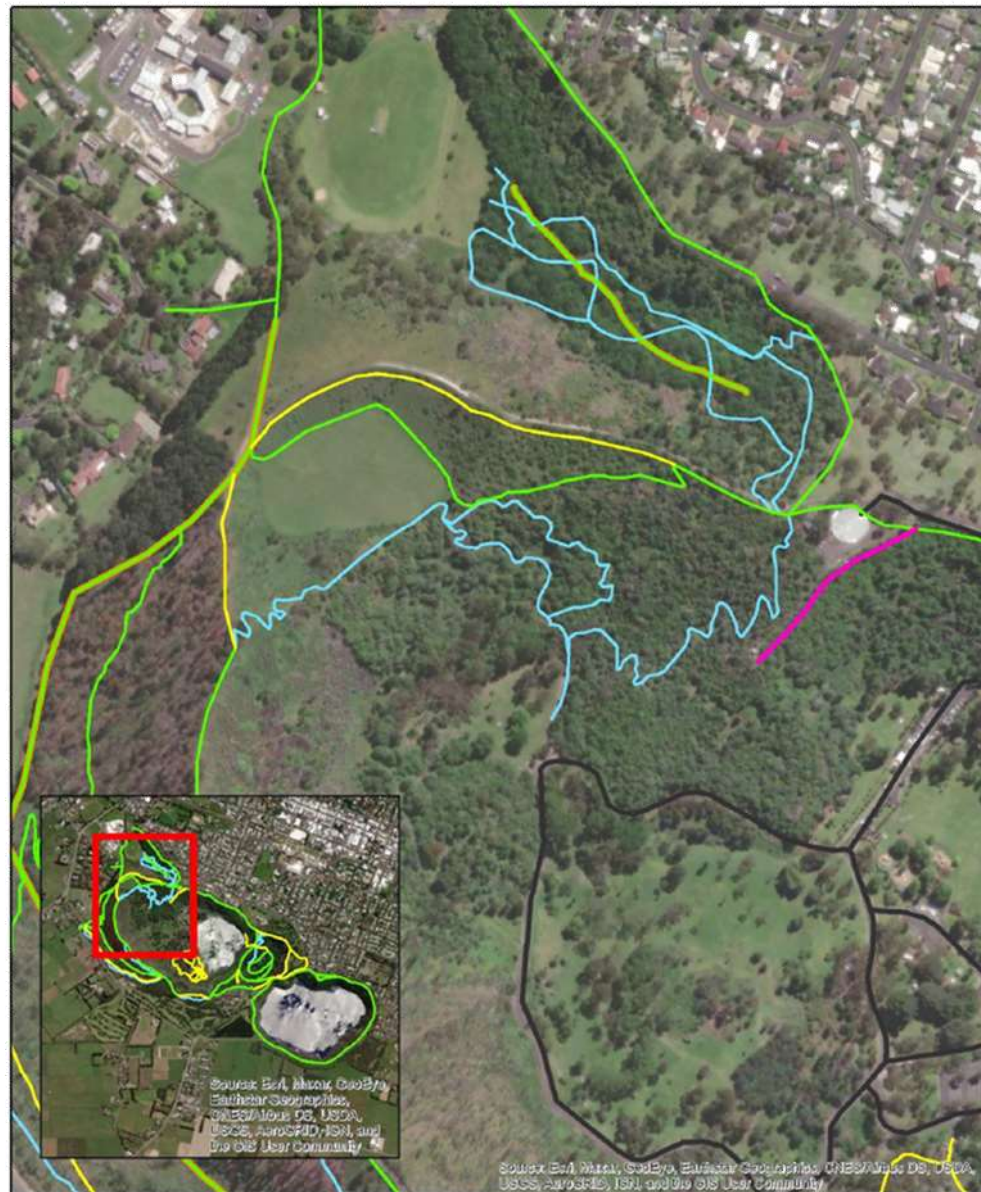 Source: Esri, Maxar, GeoEye,
Earthstar Geographics,
CNES/Airbus DS, USDA,
USGS, AeroGRID, IGN, and
the GIS User Community
Source: Esri, Maxar, GeoEye, Earthstar Geographics, CNES/Airbus DS, USDA,
USGS, AeroGRID, IGN, and the GIS User Community